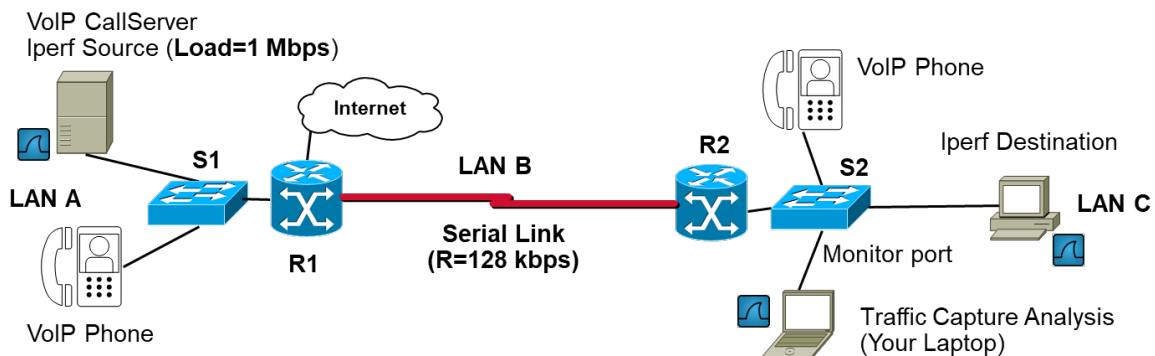 VoIP CallServer
Iperf Source (Load=1 Mbps)
Internet
VoIP Phone
S1
LAN B
R2
Iperf Destination
S2
LAN A
LAN C
Serial Link
(R=128 kbps)
R1
Monitor port
VoIP Phone
Traffic Capture Analysis
(Your Laptop)